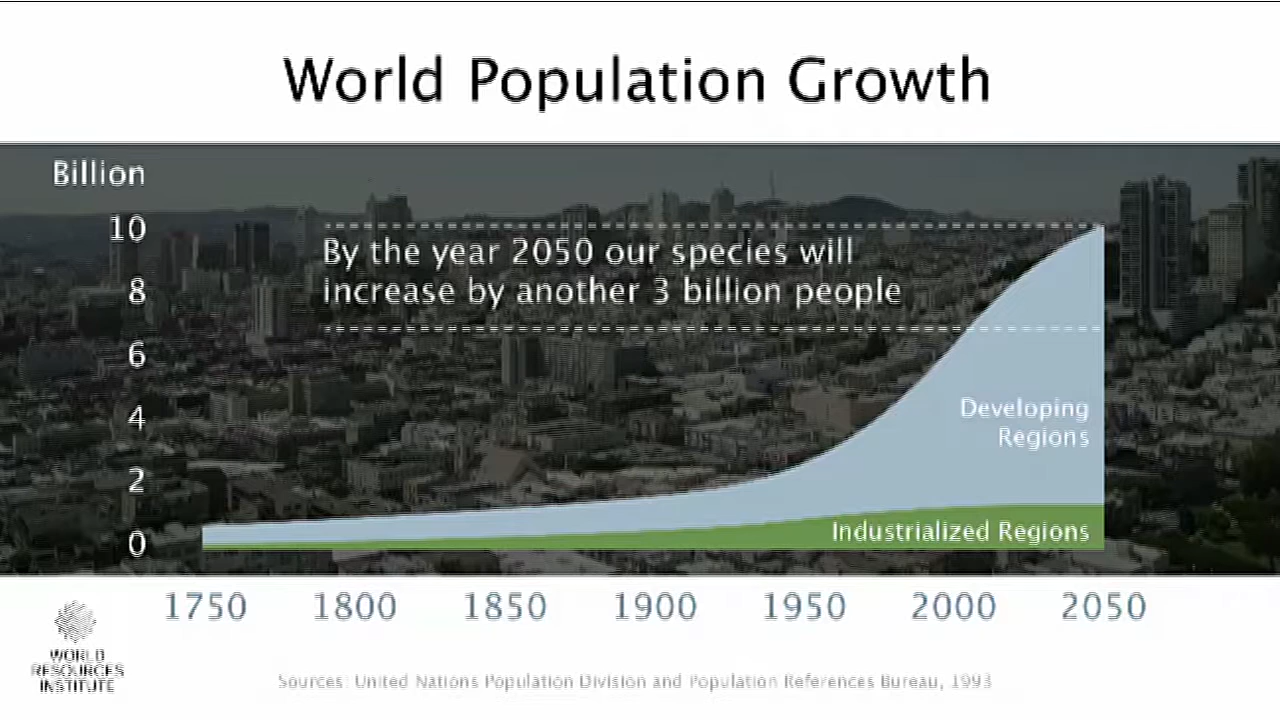 World Population Growth
Billion
10
By the year 2050 our species will
increase by another 3 billion people
8
6
4
Developing
Regions
2
Industrialized Regions
0
1750 1800 1850 1900 1950 2000 2050
WORLD
RESOURCES
INSTITUTE
Sources: United Nations Population Division and Population References Bureau, 1993